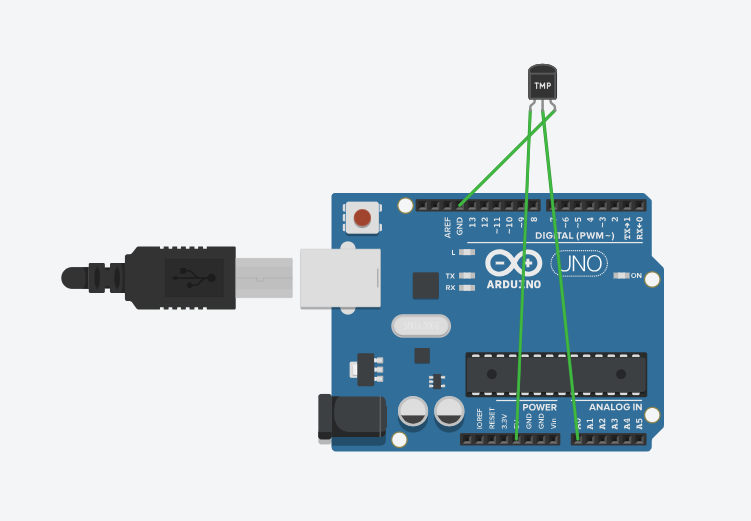 TMP
AREF
GND
13
12
~11
~10
~9
8
7
~6
~5
4
~3
2
TX→1
RX←0
DIGITAL (PWM~)
L
TX
RX
ARDUINO
UNO
ON
POWER
ANALOG IN
IOREF
RESET
3.3V
GND
GND
Vin
A0
A1
A2
A3
A4
A5